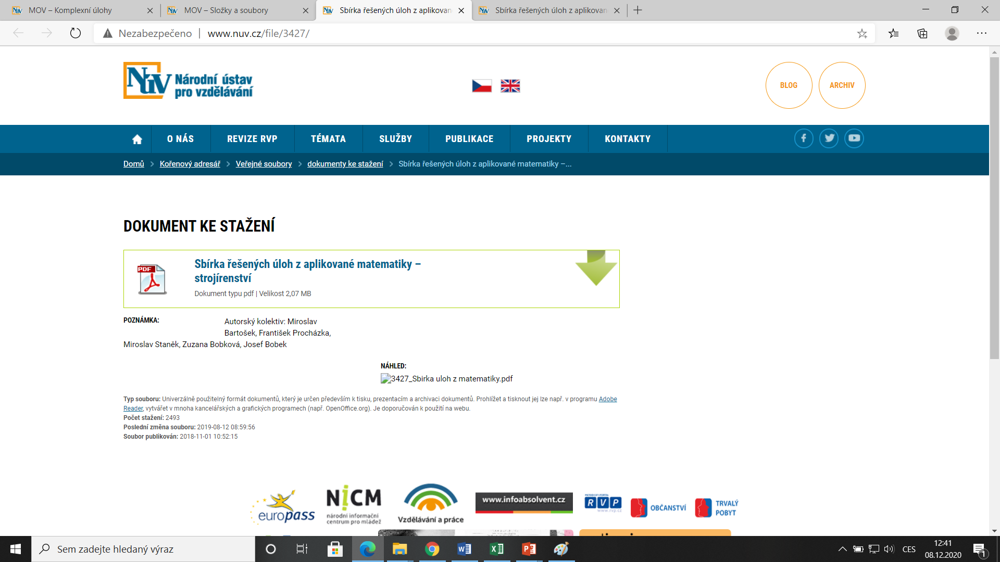 MOV – Komplexní úlohy
MOV – Složky a soubory
Sbírka řešených úloh z aplikovan
Sbírka řešených úloh z aplikovan
Nezabezpečeno
www.nuv.cz/file/3427/
NUV
Národní ústav
pro vzdělávání
BLOG
ARCHIV
O NÁS
REVIZE RVP
TÉMATA
SLUŽBY
PUBLIKACE
PROJEKTY
KONTAKTY
Domů > Kořenový adresář > Veřejné soubory > dokumenty ke stažení > Sbírka řešených úloh z aplikované matematiky –...
DOKUMENT KE STAŽENÍ
PDF
Sbírka řešených úloh z aplikované matematiky –
strojírenství
Dokument typu pdf | Velikost 2,07 MB
POZNÁMKA:
Autorský kolektiv: Miroslav
Bartošek, František Procházka,
Miroslav Staněk, Zuzana Bobková, Josef Bobek
NÁHLED:
3427_Sbirka uloh z matematiky.pdf
Typ souboru: Univerzálně použitelný formát dokumentů, který je určen především k tisku, prezentacím a archivaci dokumentů. Prohlížet a tisknout jej lze např. v programu Adobe
Reader, vytvářet v mnoha kancelářských a grafických programech (např. OpenOffice.org). Je doporučován k použití na webu.
Počet stažení: 2493
Poslední změna souboru: 2019-08-12 08:59:56
Soubor publikován: 2018-11-01 10:52:15
europass
NiCM
národní informační
centrum pro mládež
Vzdělávání a práce
www.infoabsolvent.cz
RVP
www.rvp.cz
OBČANSTVÍ
TRVALÝ
POBYT
Sem zadejte hledaný výraz
CES
12:41
08.12.2020
1